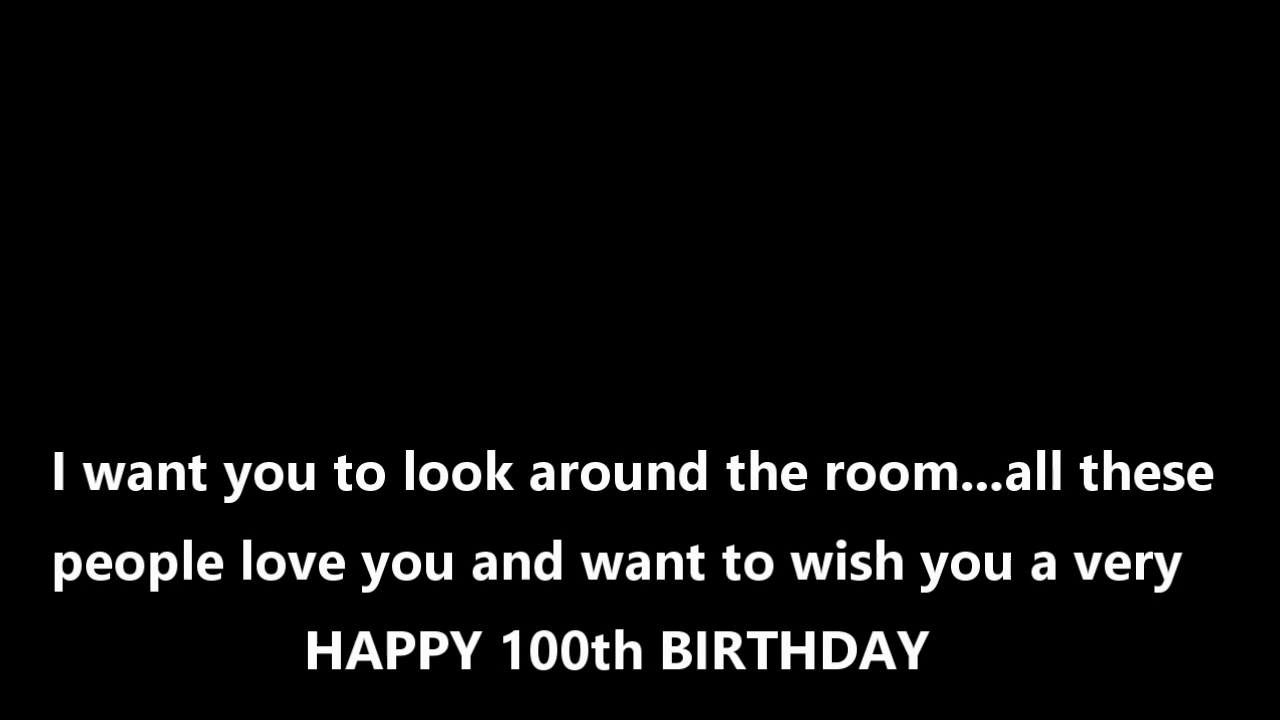 I want you to look around the room...all these
people love you and want to wish you a very
HAPPY 100th BIRTHDAY